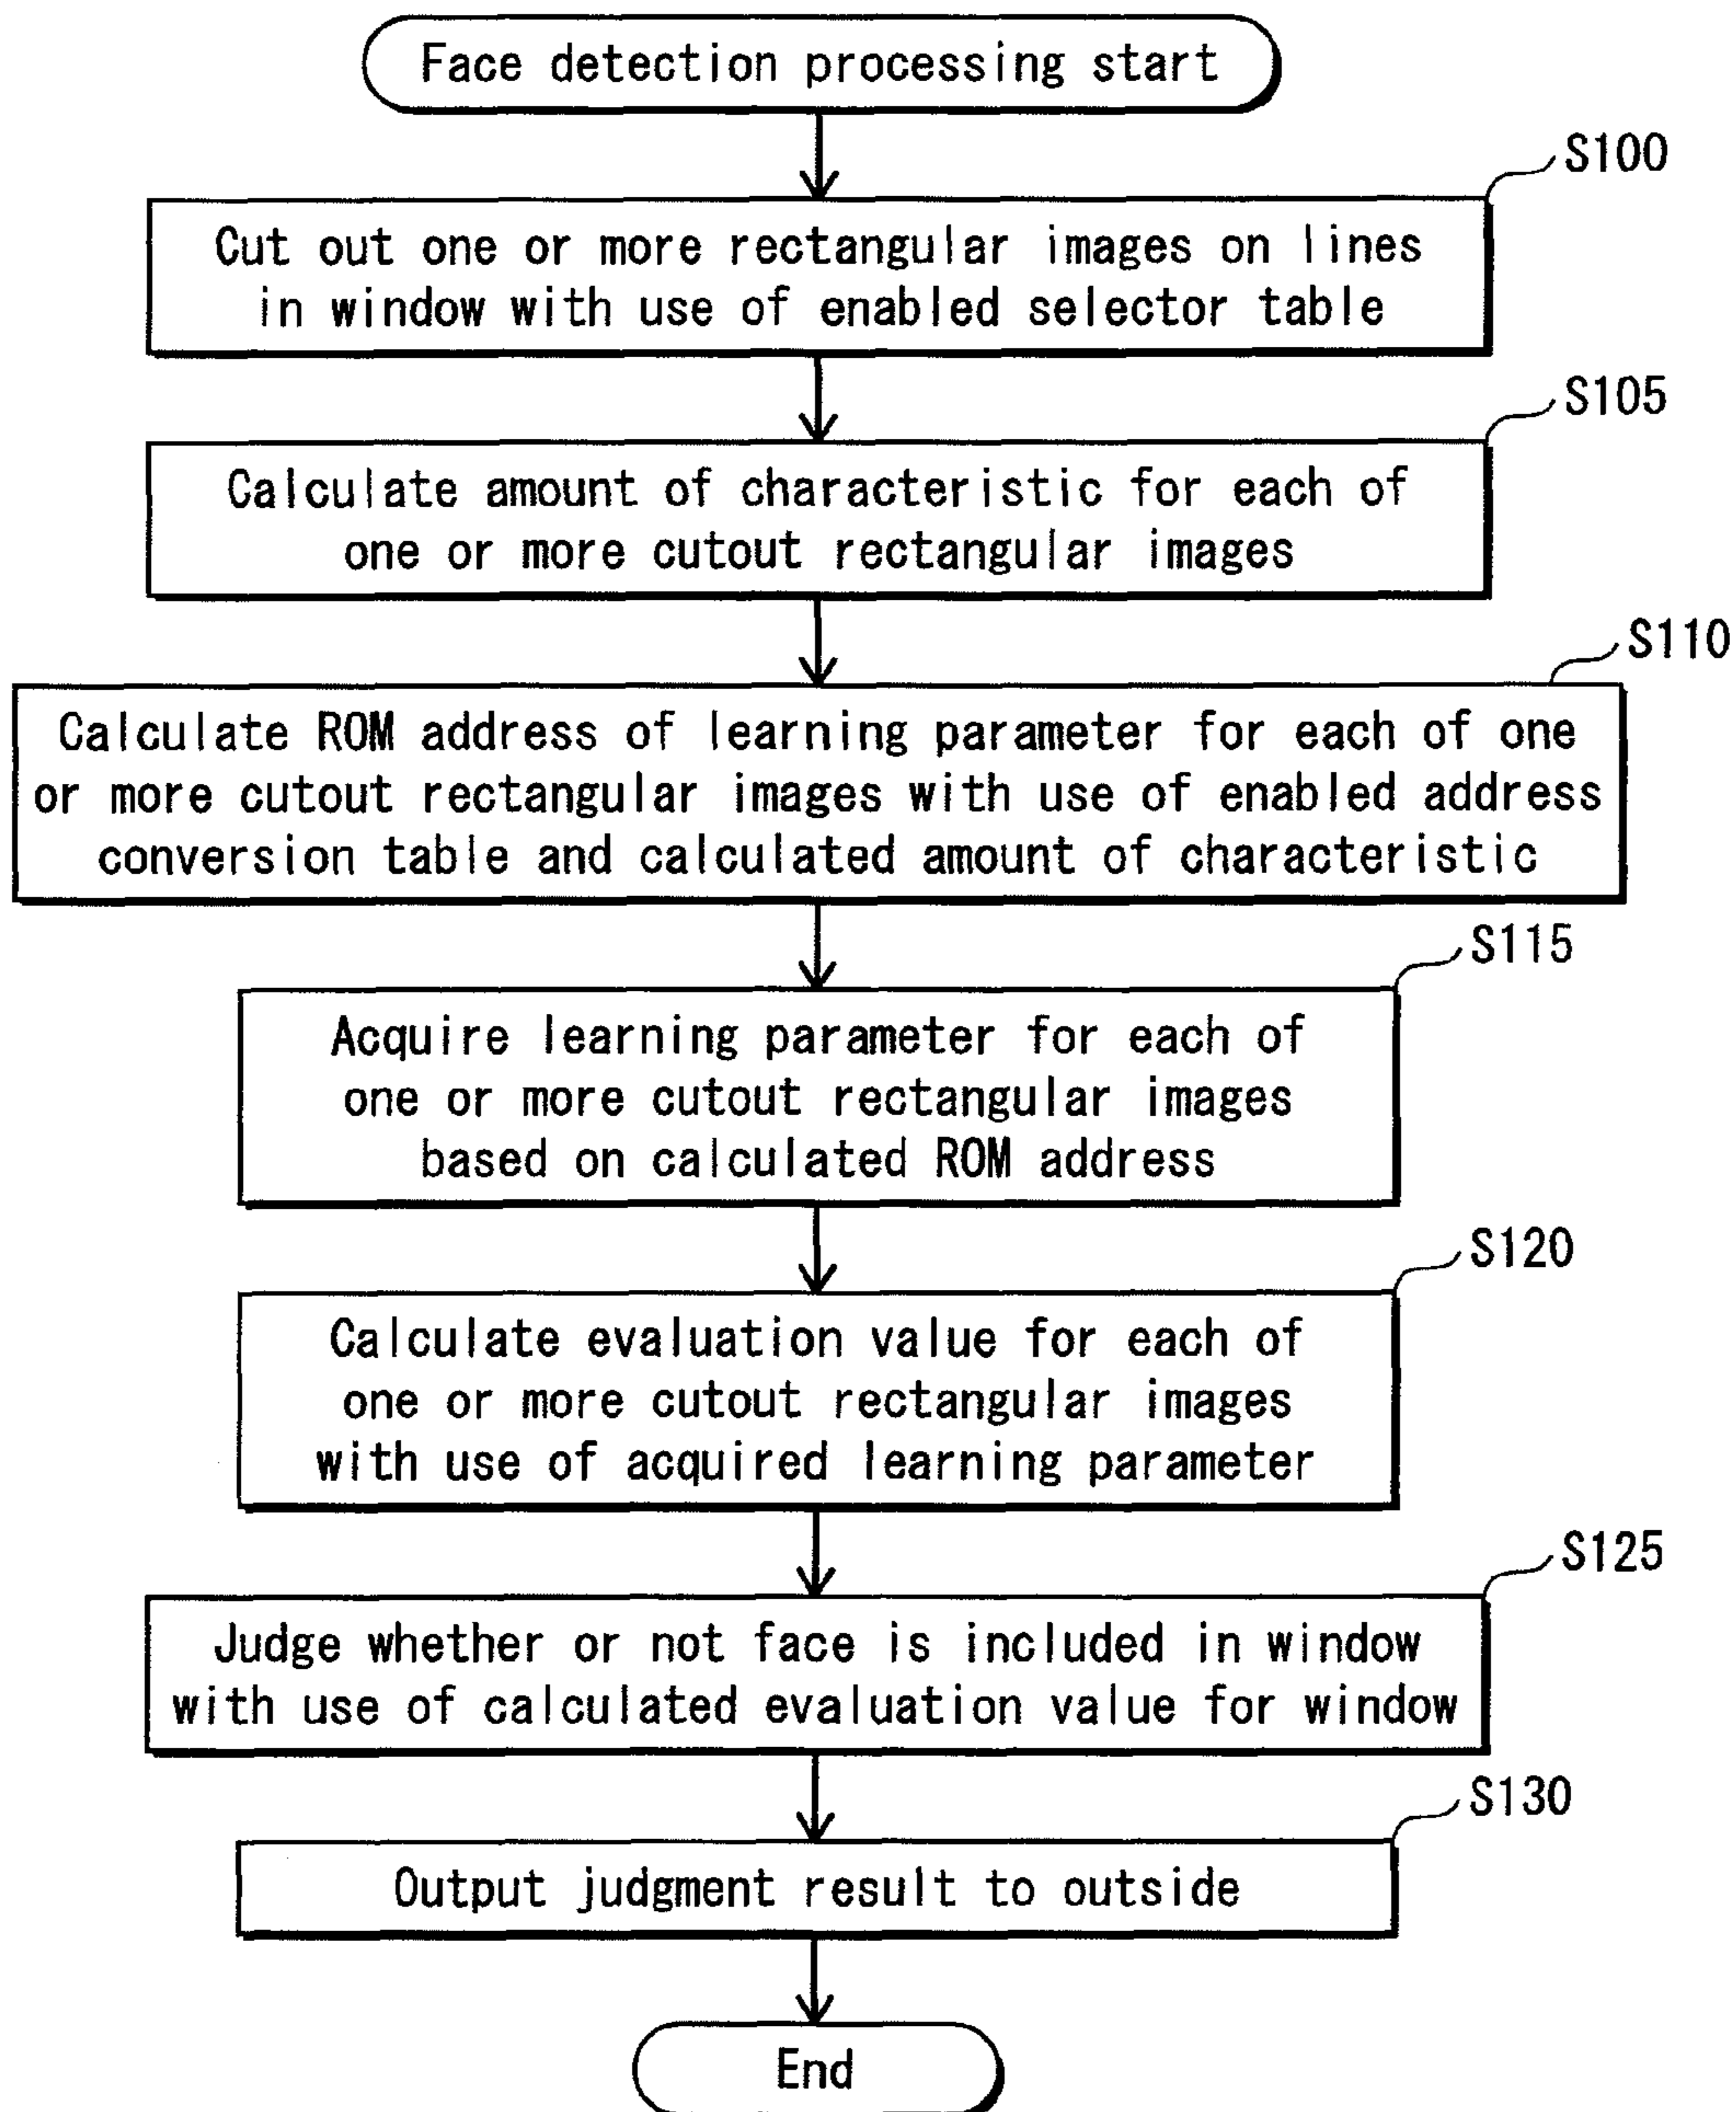 Face detection processing start
S100
Cut out one or more rectangular images on lines
in window with use of enabled selector table
S105
Calculate amount of characteristic for each of
one or more cutout rectangular images
S110
Calculate ROM address of learning parameter for each of one
or more cutout rectangular images with use of enabled address
conversion table and calculated amount of characteristic
S115
Acquire learning parameter for each of
one or more cutout rectangular images
based on calculated ROM address
S120
Calculate evaluation value for each of
one or more cutout rectangular images
with use of acquired learning parameter
S125
Judge whether or not face is included in window
with use of calculated evaluation value for window
S130
Output judgment result to outside
End